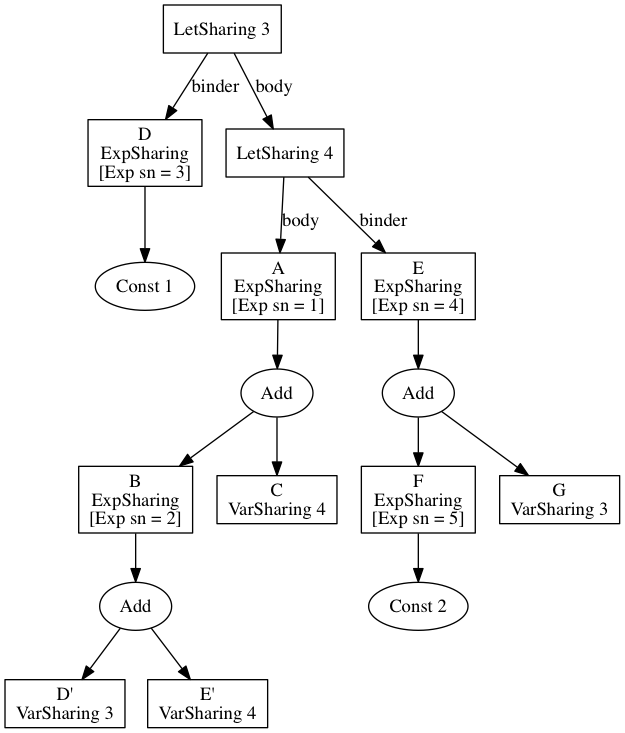 LetSharing 3
binder
body
D
ExpSharing
[Exp sn = 3]
LetSharing 4
body
binder
Const 1
A
ExpSharing
[Exp sn = 1]
E
ExpSharing
[Exp sn = 4]
Add
Add
B
ExpSharing
[Exp sn = 2]
C
VarSharing 4
F
ExpSharing
[Exp sn = 5]
G
VarSharing 3
Add
Const 2
D'
VarSharing 3
E'
VarSharing 4